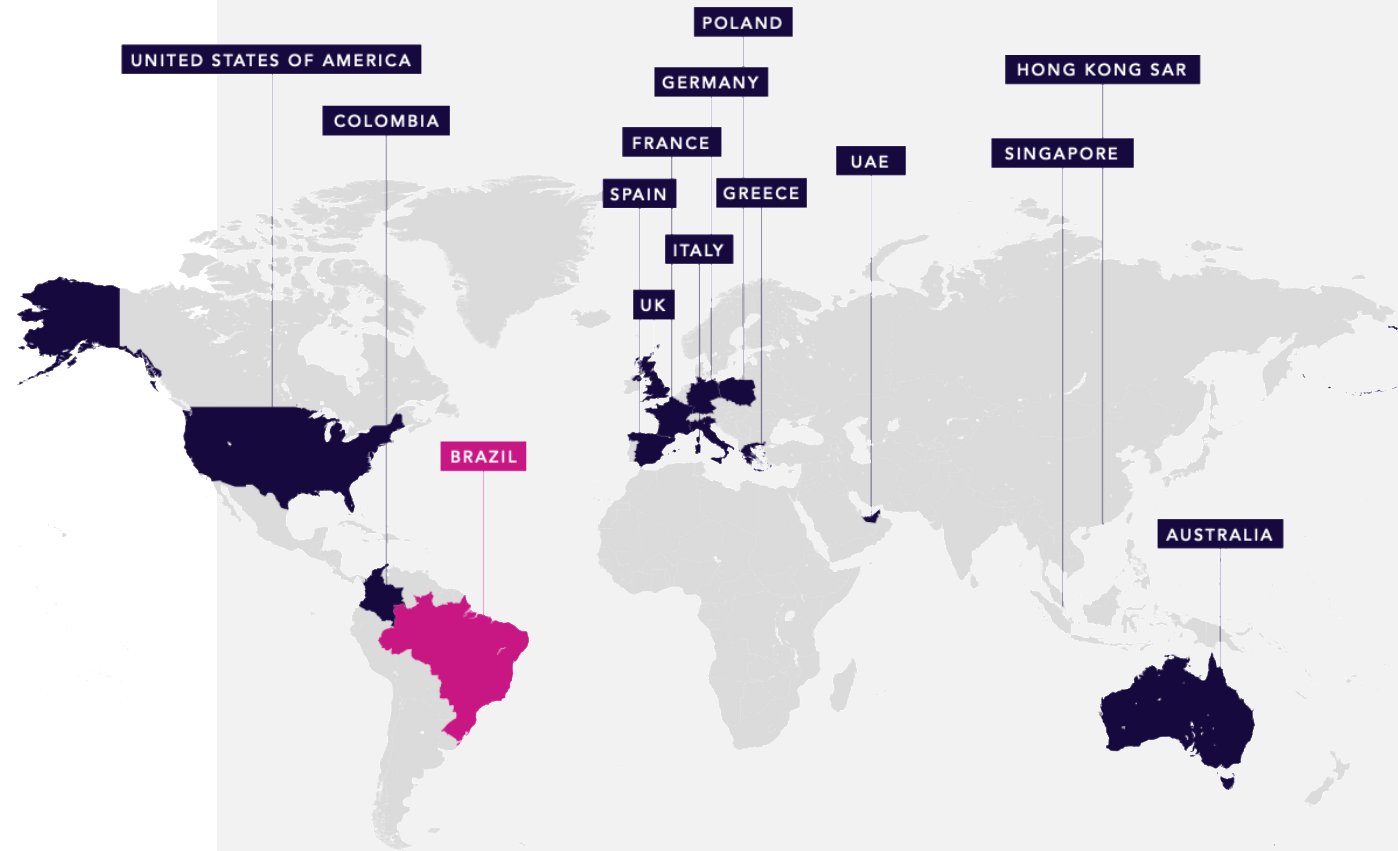 POLAND
UNITED STATES OF AMERICA
HONG KONG SAR
GERMANY
COLOMBIA
FRANCE
SINGAPORE
UAE
SPAIN
GREECE
ITALY
UK
BRAZIL
AUSTRALIA